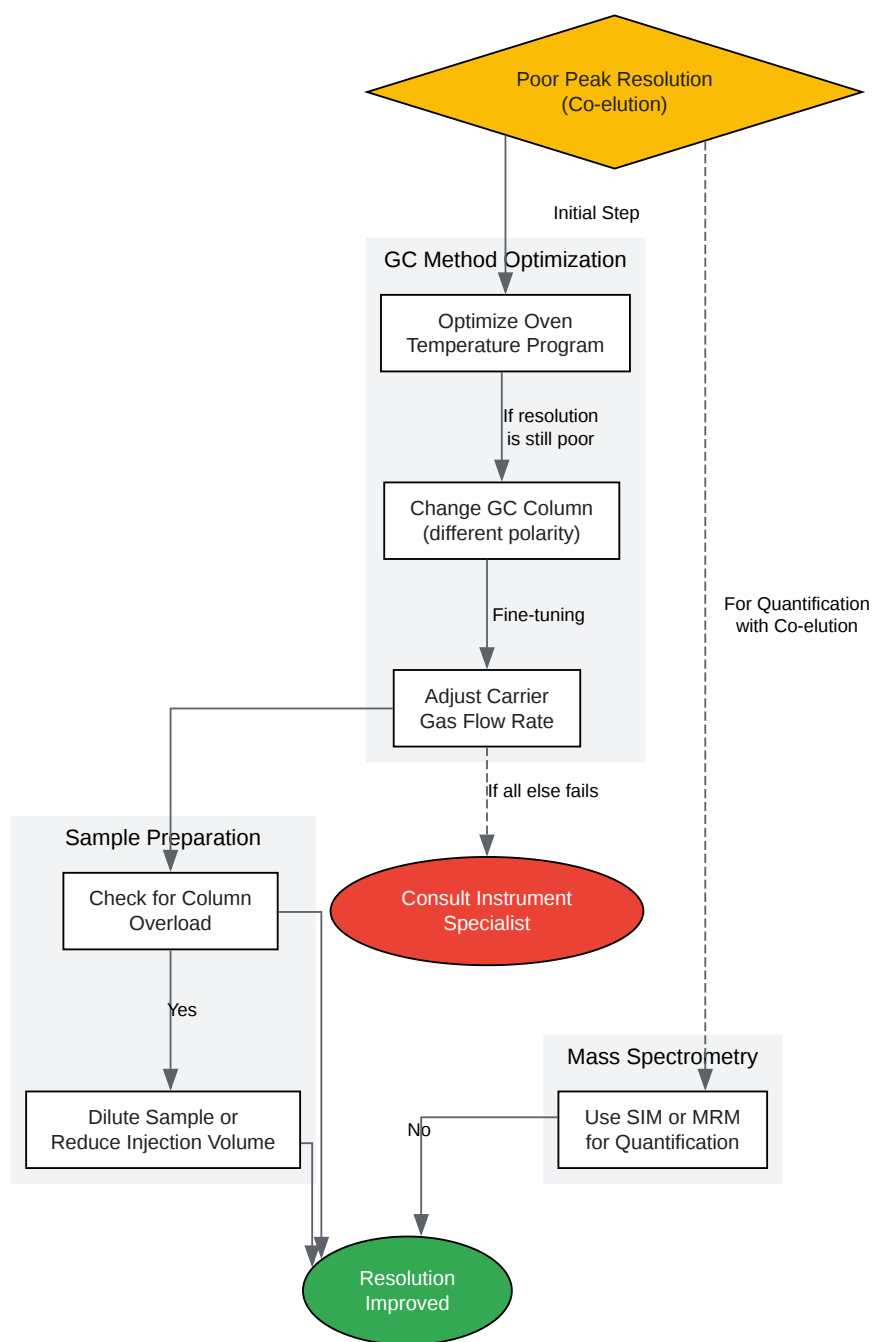 Poor Peak Resolution
(Co-elution)
Initial Step
GC Method Optimization
Optimize Oven
Temperature Program
If resolution
is still poor
Change GC Column
(different polarity)
For Quantification
with Co-elution
Fine-tuning
Adjust Carrier
Gas Flow Rate
If all else fails
Sample Preparation
Check for Column
Overload
Consult Instrument
Specialist
Yes
Mass Spectrometry
Dilute Sample or
Reduce Injection Volume
Use SIM or MRM
for Quantification
No
Resolution
Improved